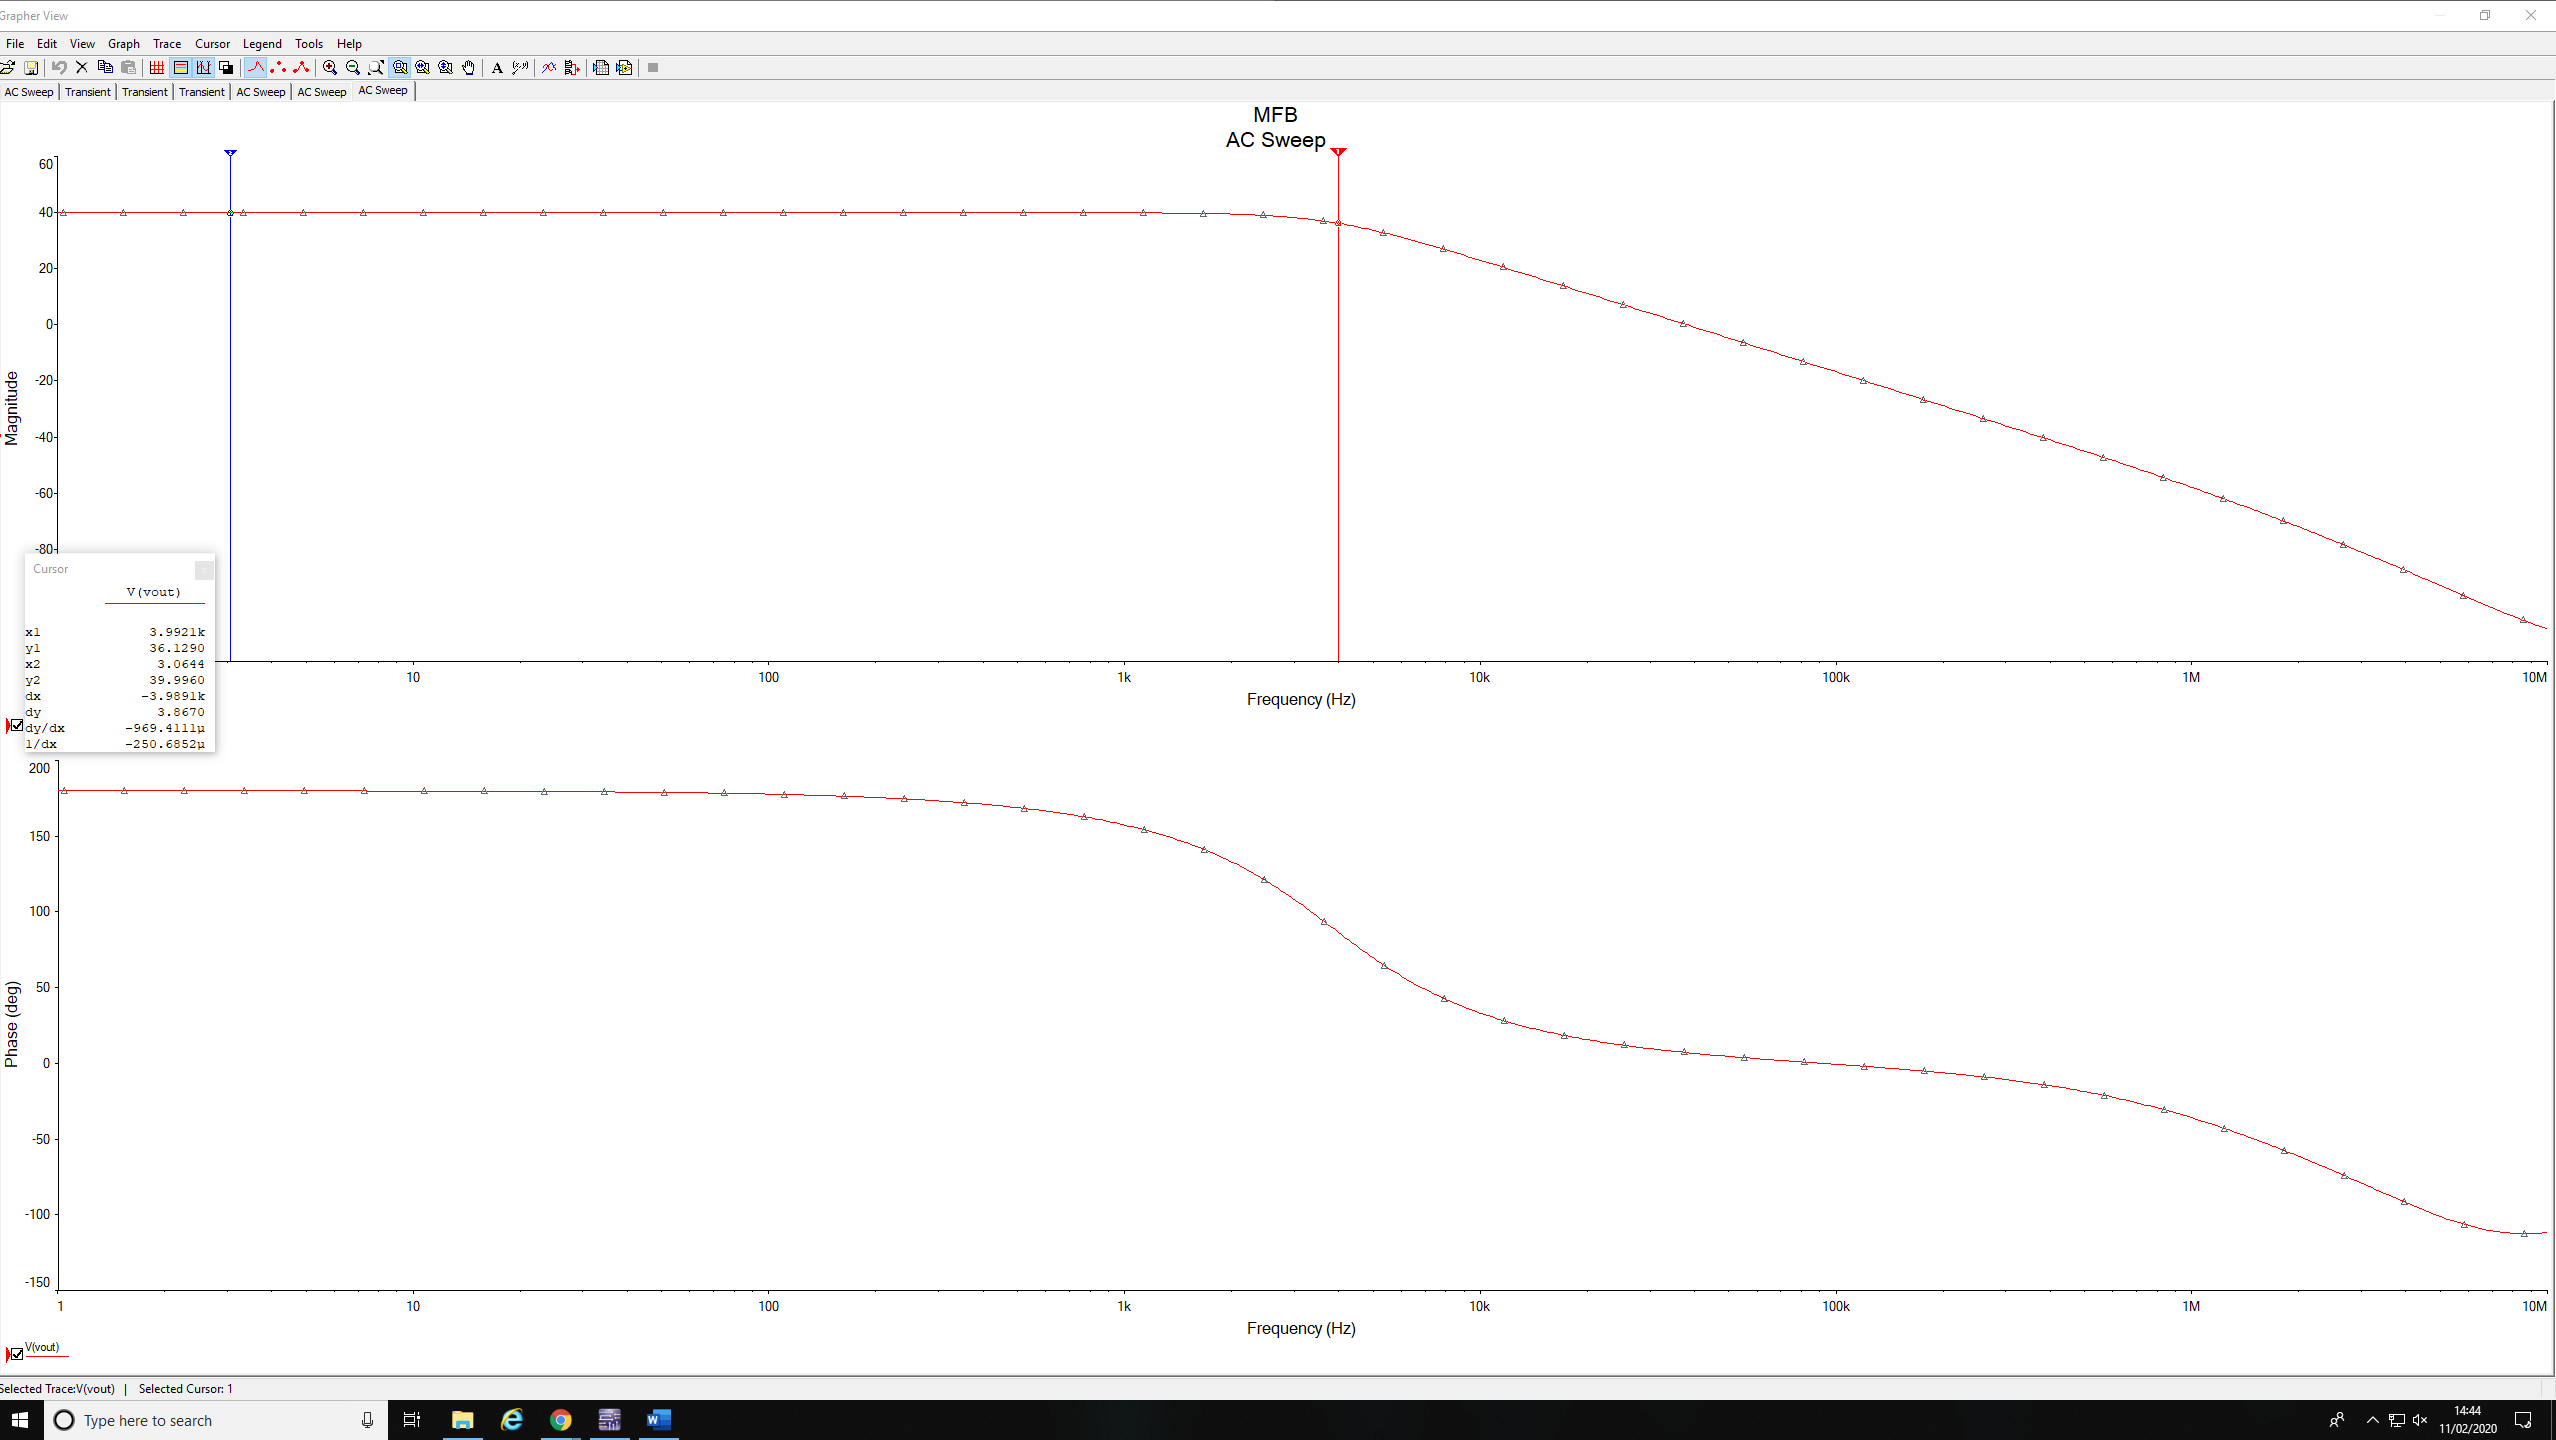 Grapher View
File Edit View Graph Trace Cursor Legend Tools Help
A
AC Sweep Transient Transient Transient AC Sweep AC Sweep AC Sweep
MFB
AC Sweep
60
40
20
0
-20
-40
-60
-80
Magnitude
10 100 1k 10k 100k 1M 10M
Frequency (Hz)
Cursor
V(vout)
x1 3.9921k
y1 36.1290
x2 3.0644
y2 39.9960
dx -3.9891k
dy 3.8670
dy/dx -969.4111µ
1/dx -250.6852µ
200
150
100
50
0
-50
-100
-150
Phase (deg)
1 10 100 1k 10k 100k 1M 10M
Frequency (Hz)
V(vout)
Selected Trace:V(vout) | Selected Cursor: 1
Type here to search
14:44
11/02/2020